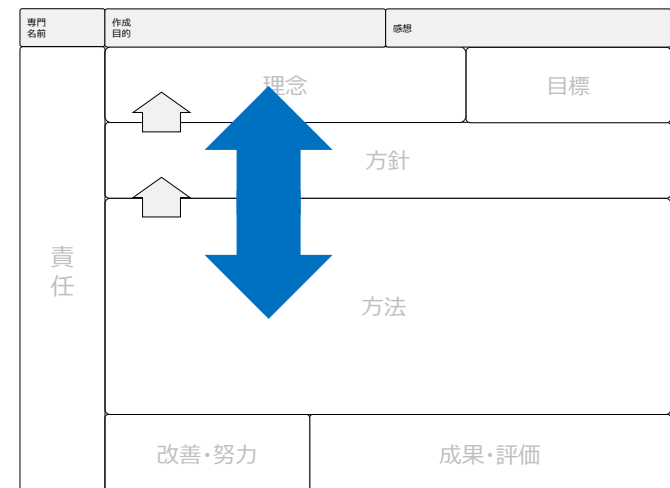 専門
名前
作成
目的
感想
理念
目標
方針
責
任
方法
改善・努力
成果・評価